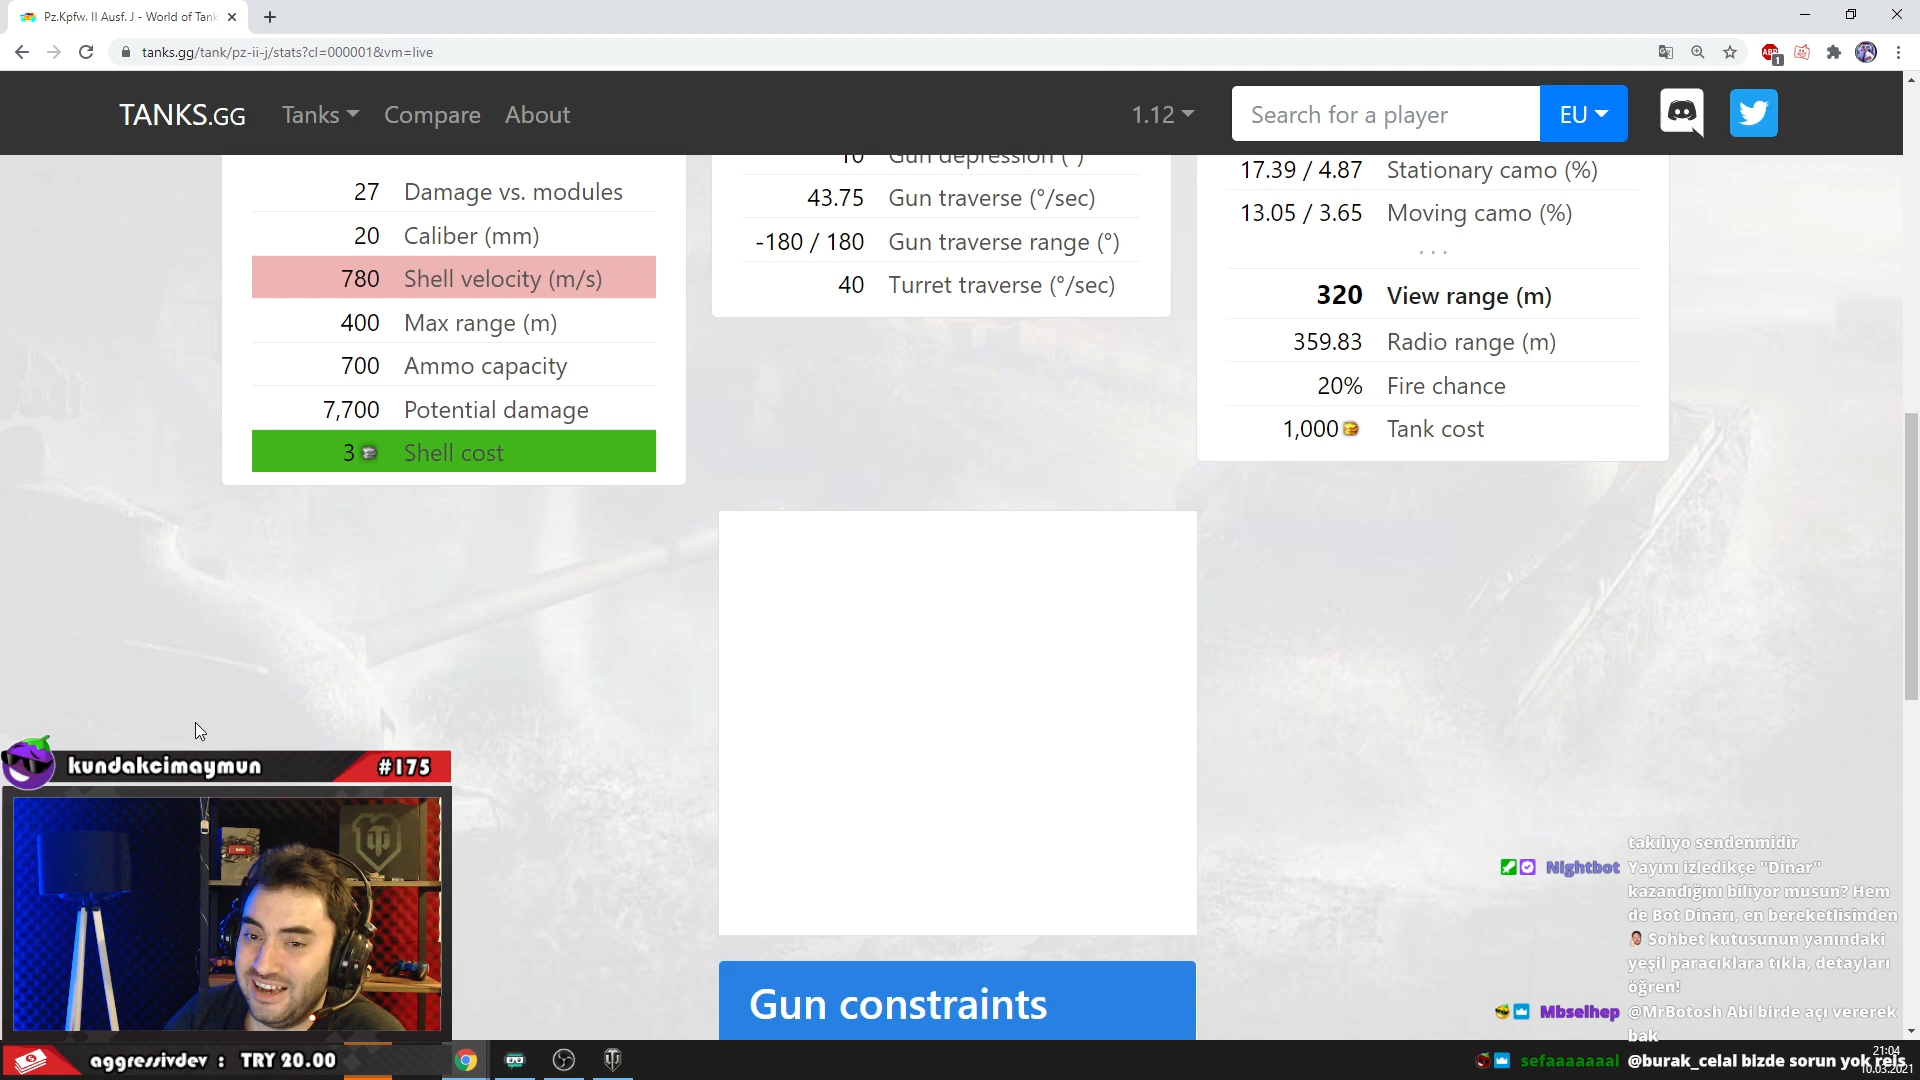 Pz.Kpfw. II Ausf. J - World of Tank
tanks.gg/tank/pz-ii-j/stats?cl=000001&vm=live
ABP
1
TANKS.GG
Tanks
Compare
About
1.12
Search for a player
EU
27 Damage vs. modules
20 Caliber (mm)
780 Shell velocity (m/s)
400 Max range (m)
700 Ammo capacity
7,700 Potential damage
3 Shell cost
10 Gun depression (°)
43.75 Gun traverse (°/sec)
-180 / 180 Gun traverse range (°)
40 Turret traverse (°/sec)
17.39 / 4.87 Stationary camo (%)
13.05 / 3.65 Moving camo (%)
...
320 View range (m)
359.83 Radio range (m)
20% Fire chance
1,000 Tank cost
Gun constraints
kundakcimaymun #175
takılıyo sendenmidir
Nightbot Yayını izledikçe "Dinar"
kazandığını biliyor musun? Hem
de Bot Dinarı, en bereketlisinden
Sohbet kutusunun yanındaki
yeşil paracıklara tıkla, detayları
öğren!
Mbselhep @MrBotosh Abi birde açı vererek
bak
sefaaaaaaal @burak_celal bizde sorun yok reis
aggressivdev : TRY 20.00
21:04
10.03.2021